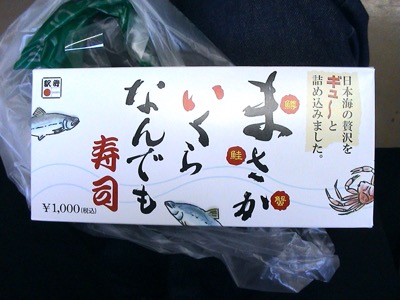 日本海の贅沢を
ギュ〜と
詰め込みました。
鱒
鮭
蟹
まさか
いくら
なんでも
寿司
駅弁
¥1,000(税込)